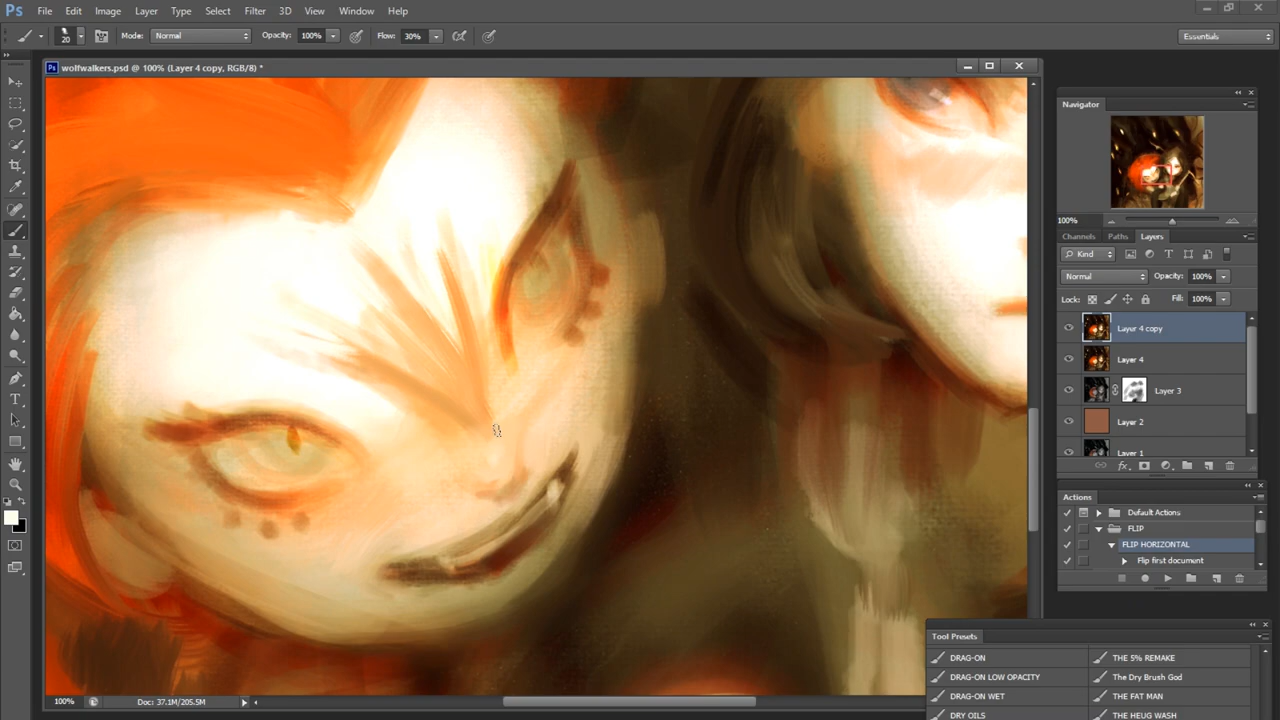 Ps File Edit Image Layer Type Select Filter 3D View Window Help
20 Mode: Normal Opacity: 100% Flow: 30% Essentials
wolfwalkers.psd @ 100% (Layer 4 copy, RGB/8) *
Navigator
100%
Channels Paths Layers
Kind
Normal Opacity: 100%
Lock: Fill: 100%
Layer 4 copy
Layer 4
Layer 3
Layer 2
Layer 1
fx
Actions
Default Actions
FLIP
FLIP HORIZONTAL
Flip first document
Tool Presets
DRAG-ON THE 5% REMAKE
DRAG-ON LOW OPACITY The Dry Brush God
DRAG-ON WET THE FAT MAN
DRY OILS THE HEUG WASH
100% Doc: 37.1M/205.5M